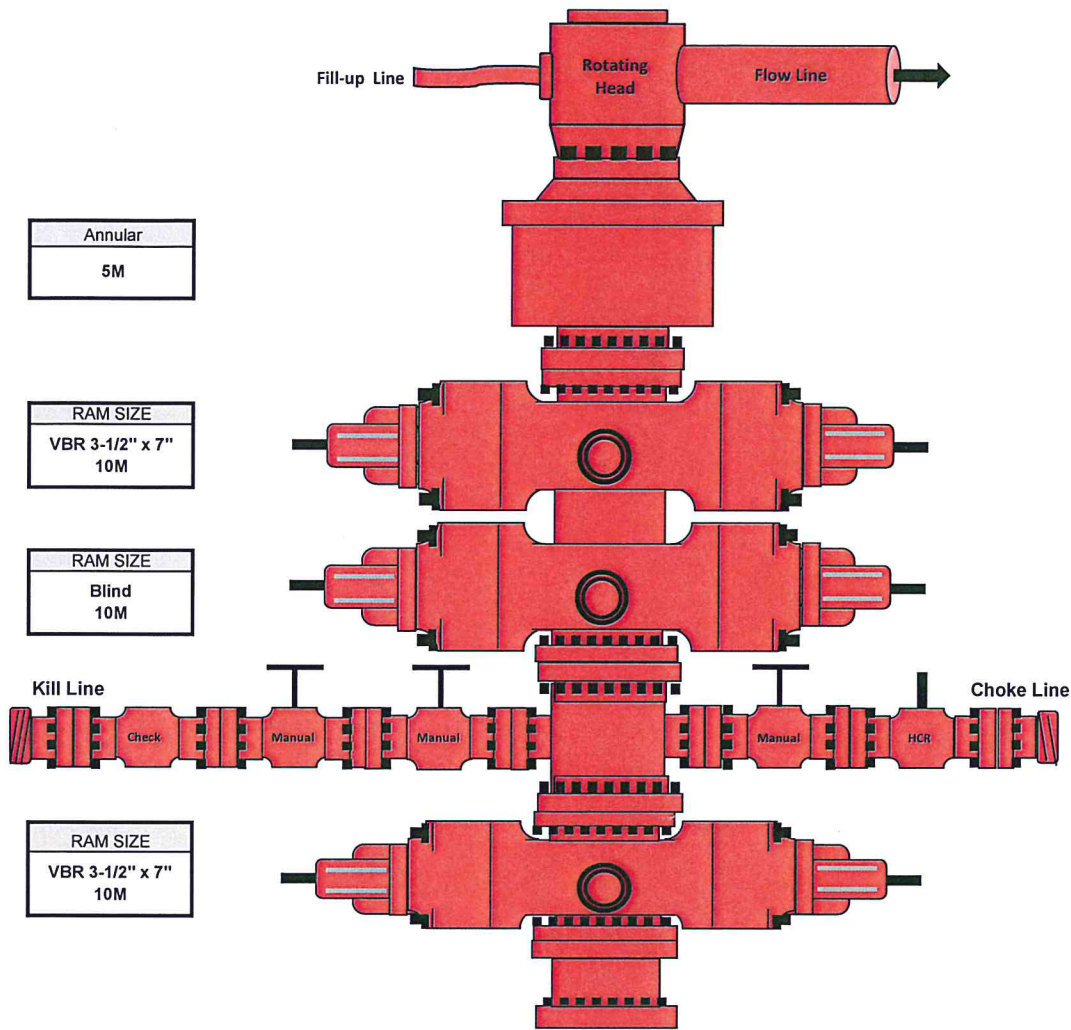 Fill-up Line
Rotating
Head
Flow Line
Annular
5M
RAM SIZE
VBR 3-1/2" x 7"
10M
RAM SIZE
Blind
10M
Kill Line
Choke Line
Check
Manual
Manual
Manual
HCR
RAM SIZE
VBR 3-1/2" x 7"
10M